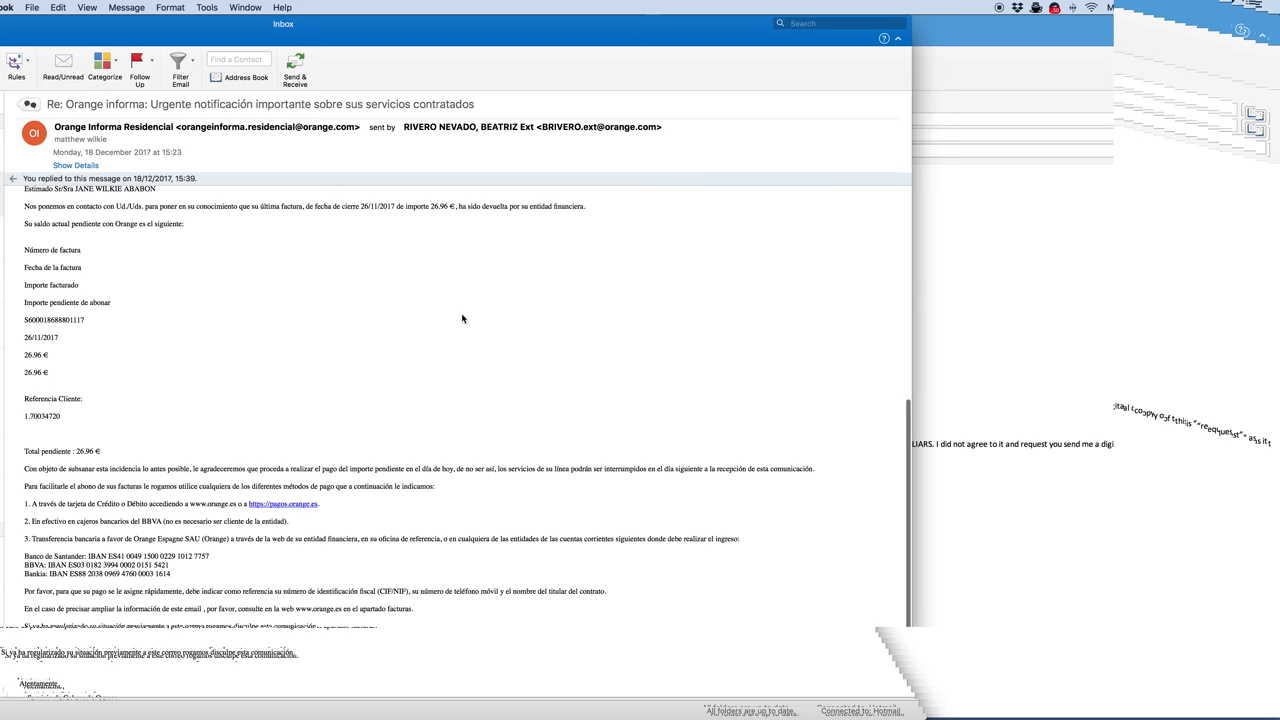 ook File Edit View Message Format Tools Window Help
Inbox
Search
Rules
Read/Unread
Categorize
Follow Up
Filter Email
Find a Contact
Address Book
Send & Receive
Re: Orange informa: Urgente notificación importante sobre sus servicios contratados
OI
Orange Informa Residencial <orangeinforma.residencial@orange.com> sent by RIVERO NEVADO, BEATRIZ Ext <BRIVERO.ext@orange.com>
matthew wilkie
Monday, 18 December 2017 at 15:23
Show Details
You replied to this message on 18/12/2017, 15:39.
Estimado Sr/Sra JANE WILKIE ABABON
Nos ponemos en contacto con Ud./Uds. para poner en su conocimiento que su última factura, de fecha de cierre 26/11/2017 de importe 26.96 €, ha sido devuelta por su entidad financiera.
Su saldo actual pendiente con Orange es el siguiente:
Número de factura
Fecha de la factura
Importe facturado
Importe pendiente de abonar
S600018688801117
26/11/2017
26.96 €
26.96 €
Referencia Cliente:
1.70034720
LIARS. I did not agree to it and request you send me a digi
Total pendiente : 26.96 €
Con objeto de subsanar esta incidencia lo antes posible, le agradeceremos que proceda a realizar el pago del importe pendiente en el día de hoy, de no ser así, los servicios de su línea podrán ser interrumpidos en el día siguiente a la recepción de esta comunicación.
Para facilitarle el abono de sus facturas le rogamos utilice cualquiera de los diferentes métodos de pago que a continuación le indicamos:
1. A través de tarjeta de Crédito o Débito accediendo a www.orange.es o a https://pagos.orange.es.
2. En efectivo en cajeros bancarios del BBVA (no es necesario ser cliente de la entidad).
3. Transferencia bancaria a favor de Orange Espagne SAU (Orange) a través de la web de su entidad financiera, en su oficina de referencia, o en cualquiera de las entidades de las cuentas corrientes siguientes donde debe realizar el ingreso:
Banco de Santander: IBAN ES41 0049 1500 0229 1012 7757
BBVA: IBAN ES03 0182 3994 0002 0151 5421
Bankia: IBAN ES88 2038 0969 4760 0003 1614
Por favor, para que su pago se le asigne rápidamente, debe indicar como referencia su número de identificación fiscal (CIF/NIF), su número de teléfono móvil y el nombre del titular del contrato.
En el caso de precisar ampliar la información de este email , por favor, consulte en la web www.orange.es en el apartado facturas.
Si ya ha regularizado su situación previamente a este correo rogamos disculpe esta comunicación.
Atentamente,
All folders are up to date. Connected to: Hotmail